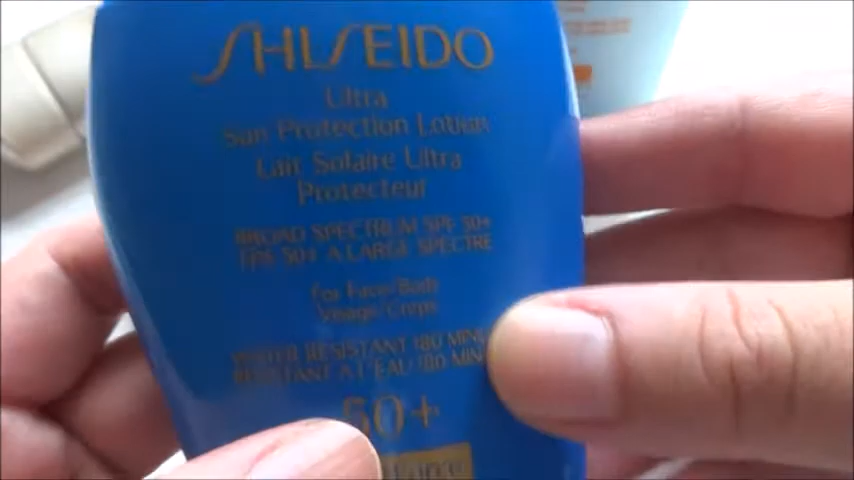 SHISEIDO
Ultra
Sun Protection Lotion
Lait Solaire Ultra
Protecteur
BROAD SPECTRUM SPF 50+
FPS 50+ A LARGE SPECTRE
For Face/Body
Visage/Corps
WATER RESISTANT (80 MIN)
RESISTANT A L'EAU (80 MIN)
50+